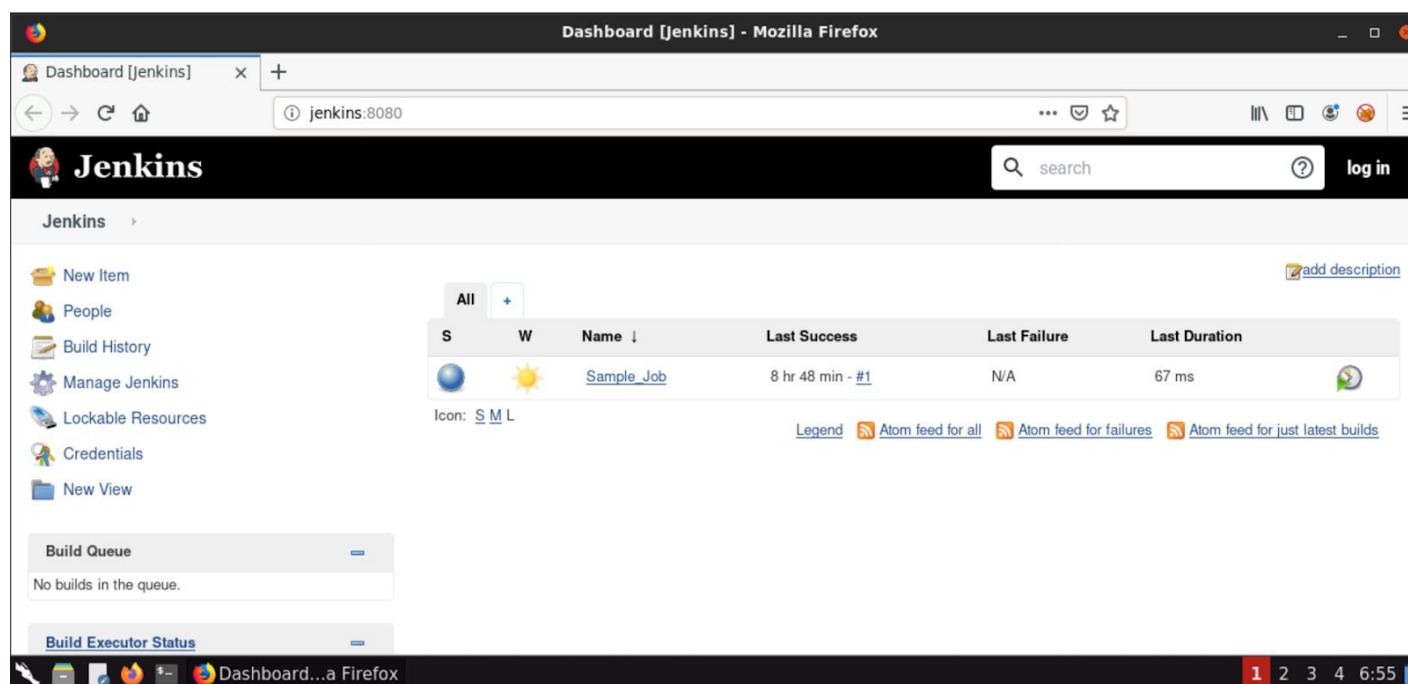 Dashboard [Jenkins] - Mozilla Firefox
Dashboard [Jenkins]
jenkins:8080
Jenkins
search
log in
Jenkins
add description
New Item
People
Build History
Manage Jenkins
Lockable Resources
Credentials
New View
All +
S W Name ↓ Last Success Last Failure Last Duration
Sample_Job 8 hr 48 min - #1 N/A 67 ms
Icon: S M L
Legend Atom feed for all Atom feed for failures Atom feed for just latest builds
Build Queue
No builds in the queue.
Build Executor Status
Dashboard...a Firefox
1 2 3 4 6:55